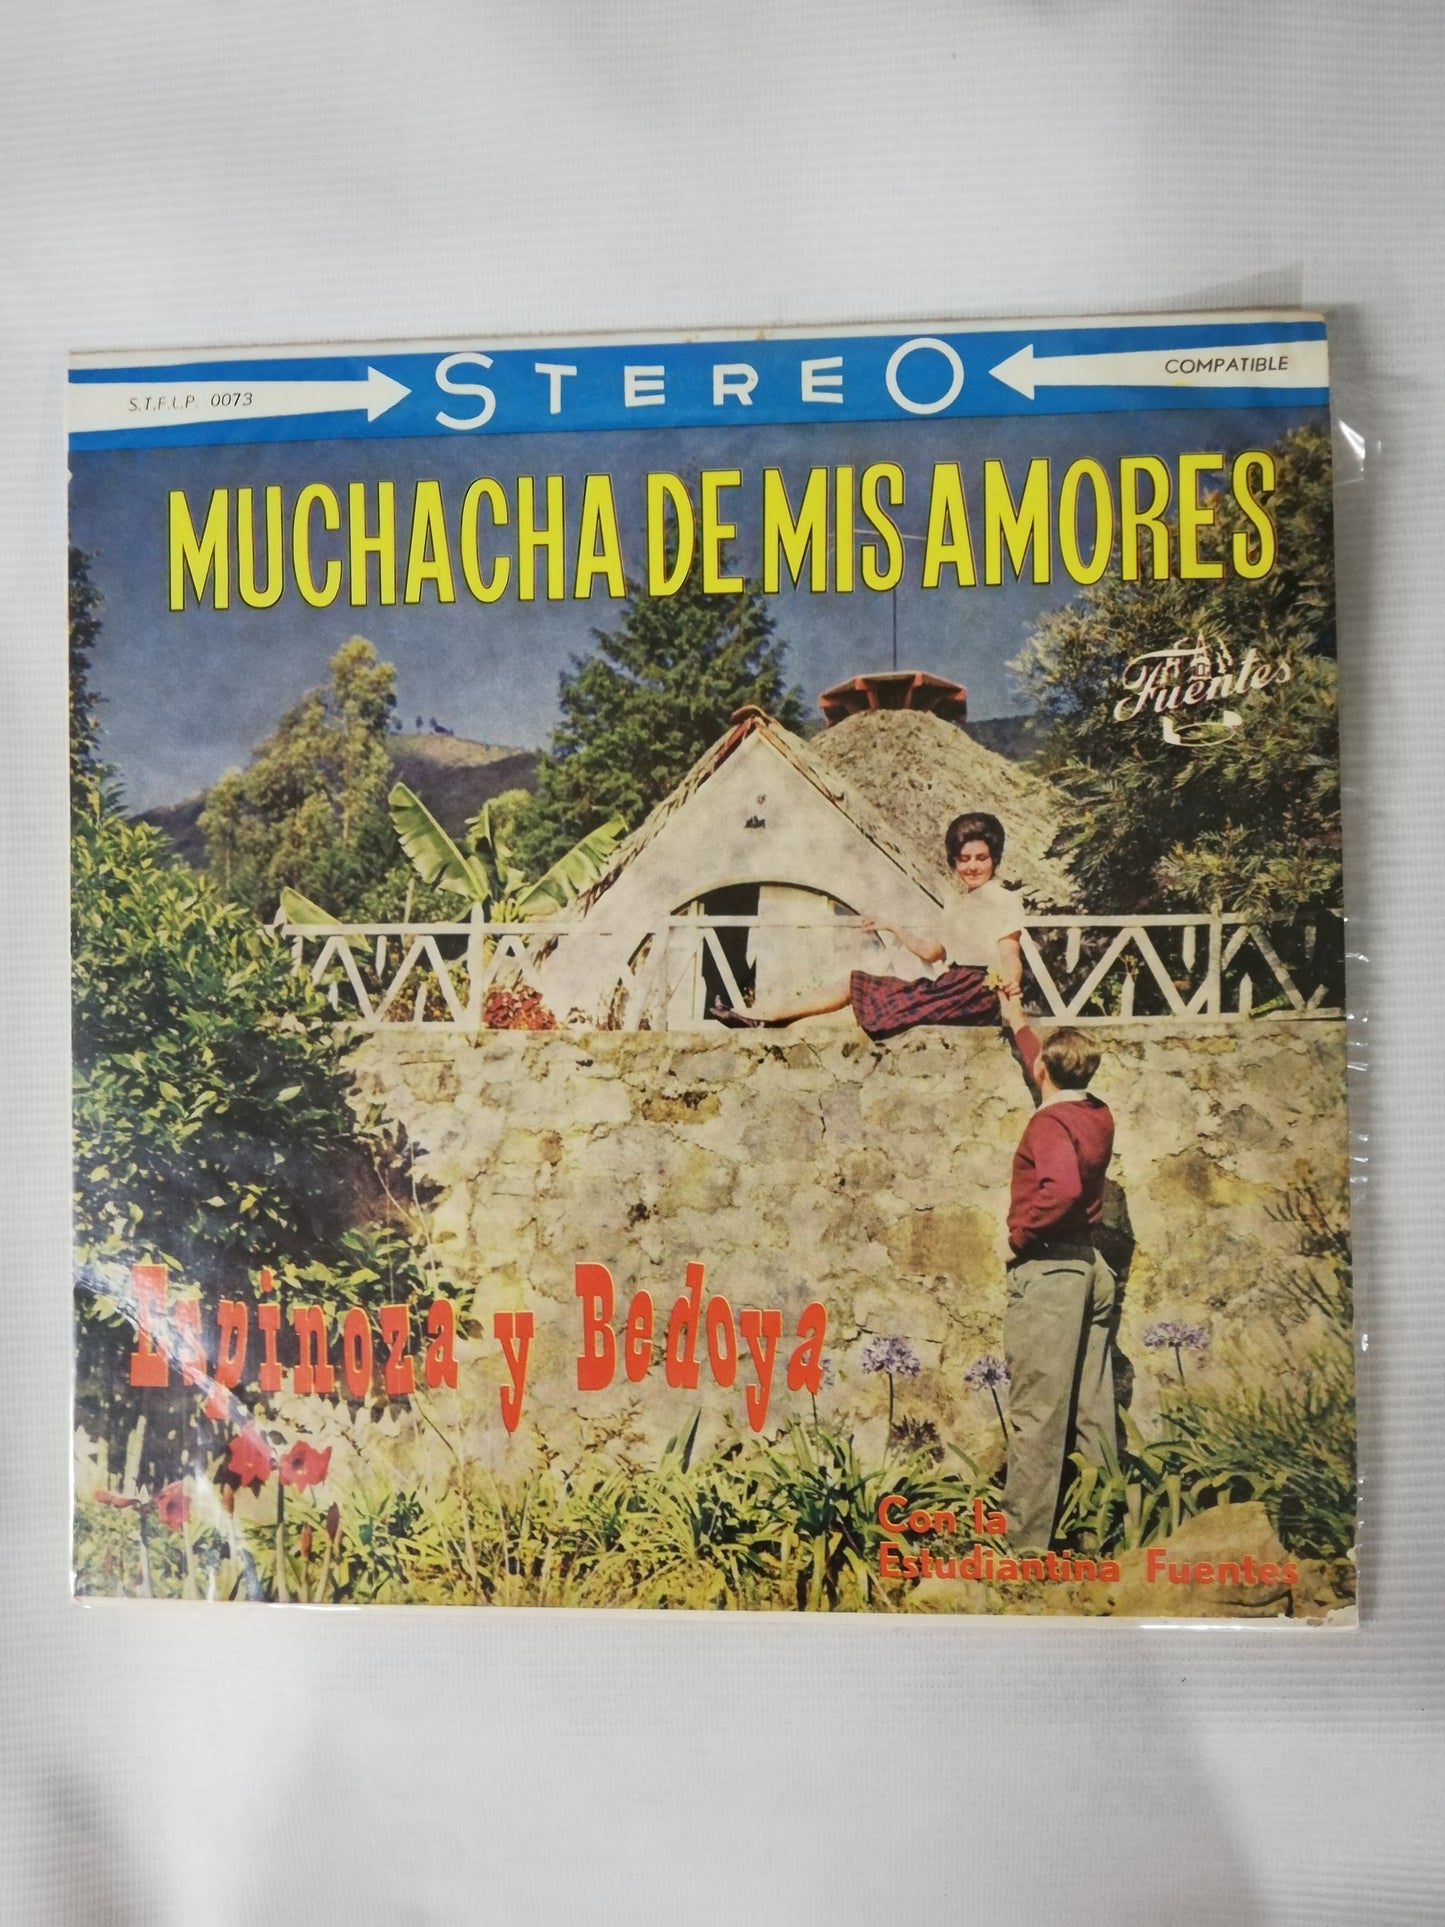 S.T.F.L.P. 0073
STEREO
COMPATIBLE
MUCHACHA DE MIS AMORES
Fuentes
Espinoza y Bedoya
Con la
Estudiantina Fuentes